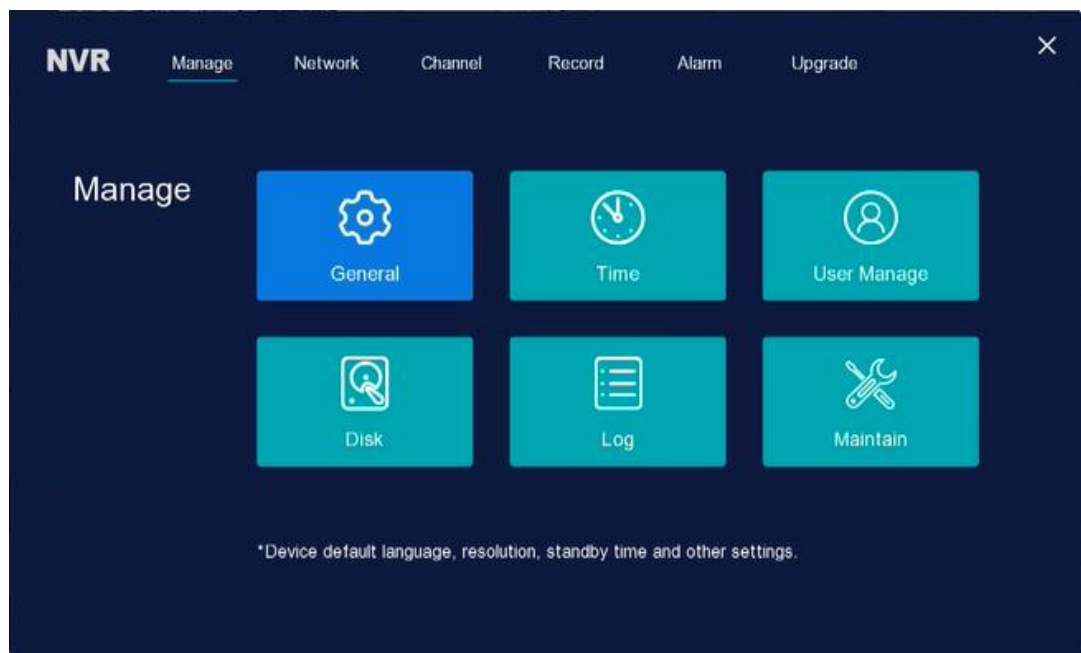 NVR Manage Network Channel Record Alarm Upgrade
Manage
General Time User Manage
Disk Log Maintain
*Device default language, resolution, standby time and other settings.